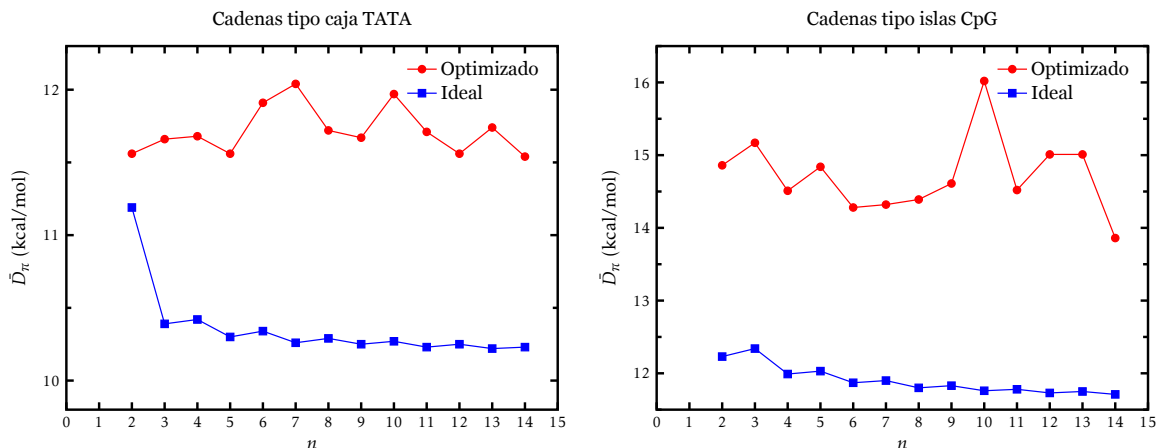 Cadenas tipo caja TATA
Optimizado
Ideal
12
11
10
D̄π (kcal/mol)
0 1 2 3 4 5 6 7 8 9 10 11 12 13 14 15
n
Cadenas tipo islas CpG
Optimizado
Ideal
16
15
14
13
12
D̄π (kcal/mol)
0 1 2 3 4 5 6 7 8 9 10 11 12 13 14 15
n